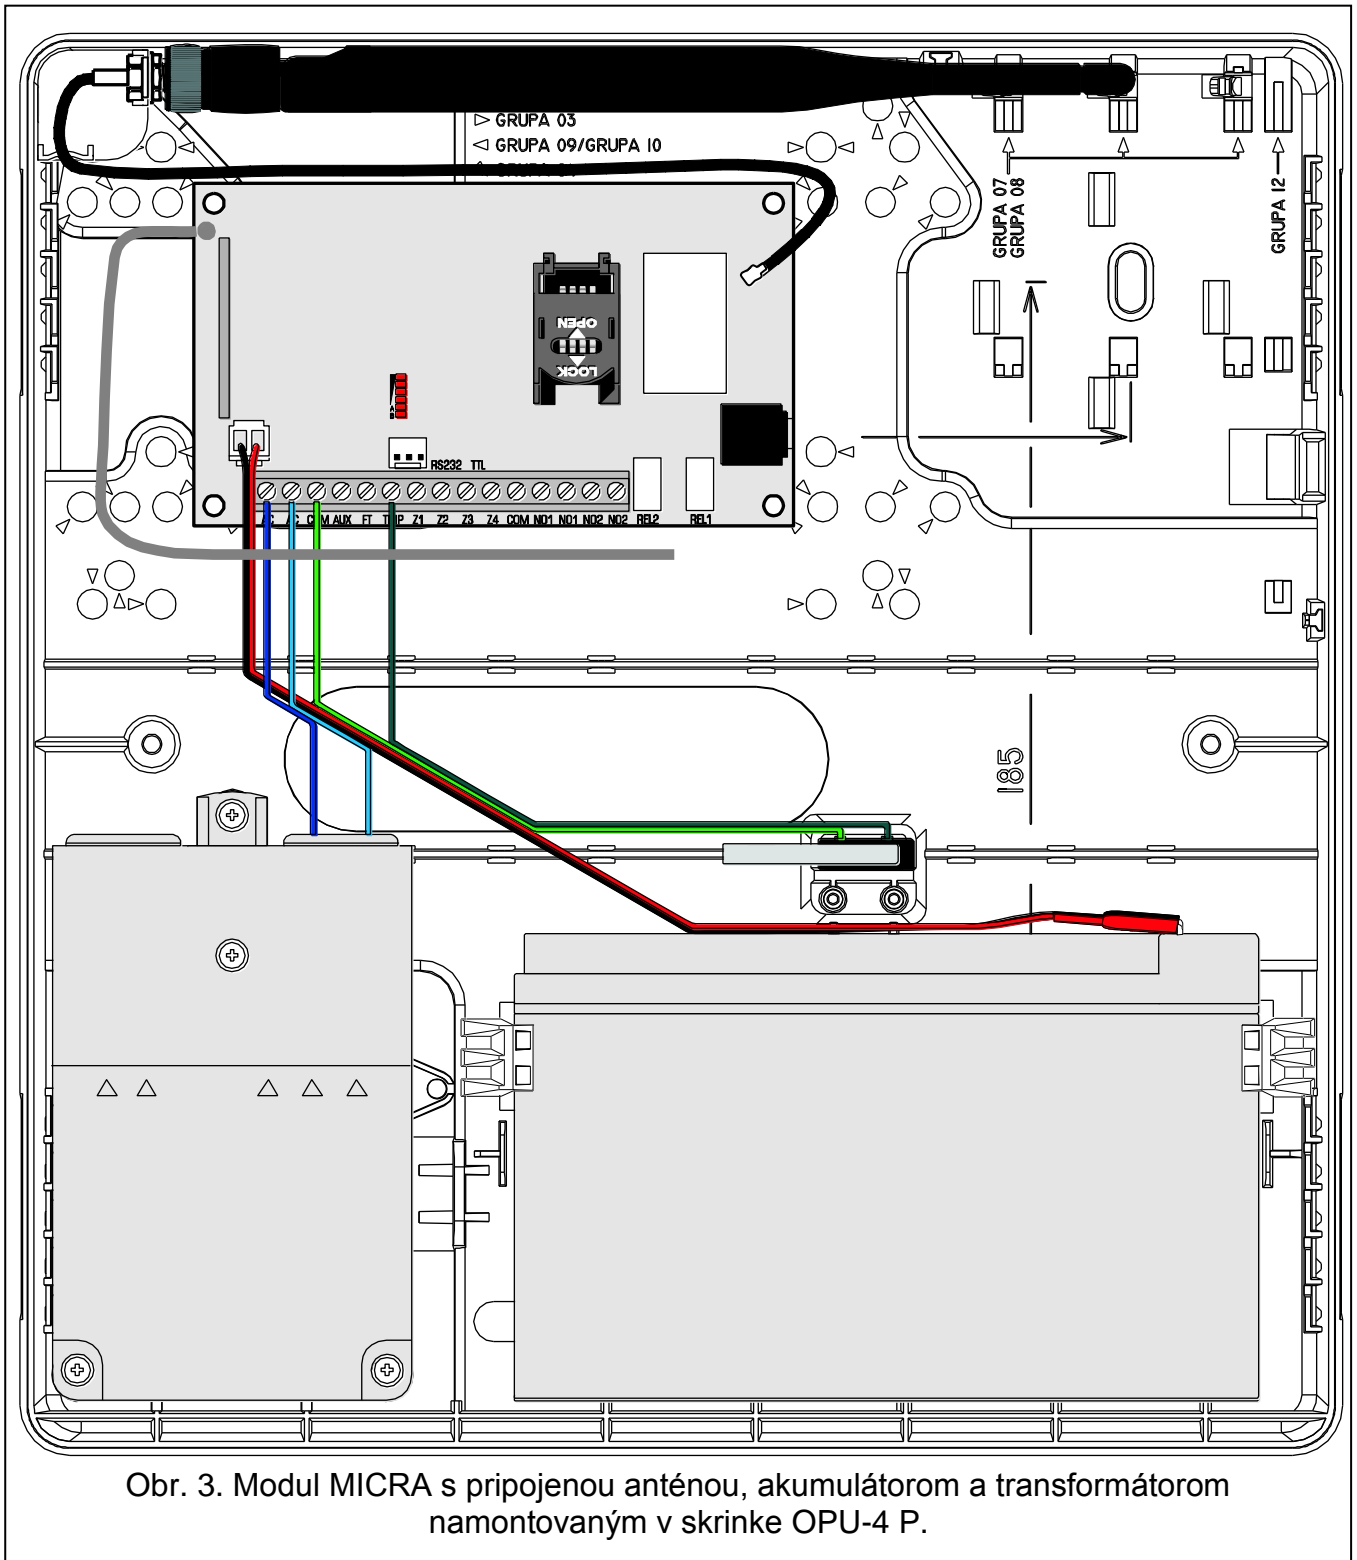 GRUPA 03
GRUPA 09/GRUPA 10
GRUPA 07
GRUPA 08
GRUPA 12
OPEN
LOCK
RS232 TTL
AUX FT TMP Z1 Z2 Z3 Z4 COM NO1 NO1 NO2 NO2 REL2 REL1
185
Obr. 3. Modul MICRA s pripojenou anténou, akumulátorom a transformátorom
namontovaným v skrinke OPU-4 P.